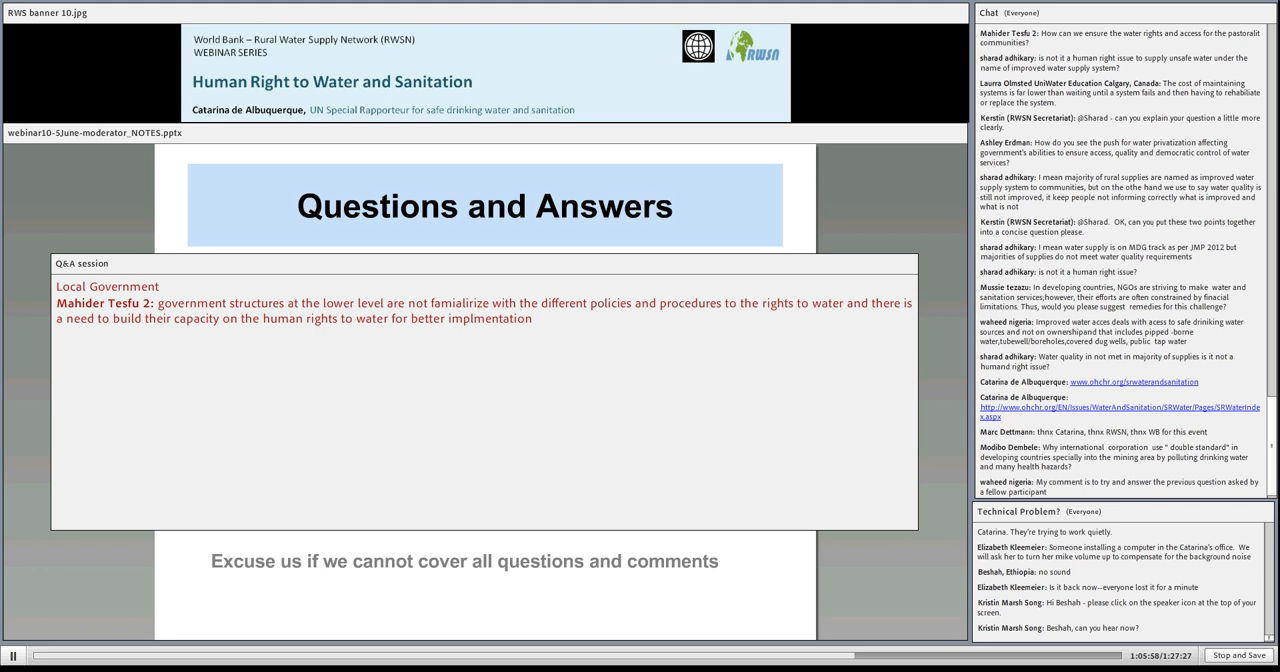 RWS banner 10.jpg
World Bank – Rural Water Supply Network (RWSN)
WEBINAR SERIES
RWSN
Human Right to Water and Sanitation
Catarina de Albuquerque, UN Special Rapporteur for safe drinking water and sanitation
webinar10-5June-moderator_NOTES.pptx
Questions and Answers
Q&A session
Local Government
Mahider Tesfu 2: government structures at the lower level are not famialirize with the different policies and procedures to the rights to water and there is
a need to build their capacity on the human rights to water for better implmentation
Excuse us if we cannot cover all questions and comments
Chat (Everyone)
Mahider Tesfu 2: How can we ensure the water rights and access for the pastoralit
communities?
sharad adhikary: is not it a human right issue to supply unsafe water under the
name of improved water supply system?
Laurra Olmsted UniWater Education Calgary, Canada: The cost of maintaining
systems is far lower than waiting until a system fails and then having to rehabiliate
or replace the system.
Kerstin (RWSN Secretariat): @Sharad - can you explain your question a little more
clearly.
Ashley Erdman: How do you see the push for water privatization affecting
government's abilities to ensure access, quality and democratic control of water
services?
sharad adhikary: I mean majority of rural supplies are named as improved water
supply system to communities, but on the othe hand we use to say water quality is
still not improved, it keep people not informing correctly what is improved and
what is not
Kerstin (RWSN Secretariat): @Sharad. OK, can you put these two points together
into a concise question please.
sharad adhikary: I mean water supply is on MDG track as per JMP 2012 but
majorities of supplies do not meet water quality requirements
sharad adhikary: is not it a human right issue?
Mussie tezazu: In developing countries, NGOs are striving to make water and
sanitation services;however, their efforts are often constrained by finacial
limitations. Thus, would you please suggest remedies for this challenge?
waheed nigeria: Improved water acces deals with acess to safe drinking water
sources and not on ownershipand that includes pipped -borne
water,tubewell/boreholes,covered dug wells, public tap water
sharad adhikary: Water quality in not met in majority of supplies is it not a
humand right issue?
Catarina de Albuquerque: www.ohchr.org/srwaterandsanitation
Catarina de Albuquerque:
http://www.ohchr.org/EN/Issues/WaterAndSanitation/SRWater/Pages/SRWaterInde
x.aspx
Marc Dettmann: thnx Catarina, thnx RWSN, thnx WB for this event
Modibo Dembele: Why international corporation use " double standard" in
developing countries specially into the mining area by polluting drinking water
and many health hazards?
waheed nigeria: My comment is to try and answer the previous question asked by
a fellow participant
Technical Problem? (Everyone)
Catarina. They're trying to work quietly.
Elizabeth Kleemeier: Someone installing a computer in the Catarina's office. We
will ask her to turn her mike volume up to compensate for the background noise
Beshah, Ethiopia: no sound
Elizabeth Kleemeier: Is it back now--everyone lost it for a minute
Kristin Marsh Song: Hi Beshah - please click on the speaker icon at the top of your
screen.
Kristin Marsh Song: Beshah, can you hear now?
1:05:58/1:27:27
Stop and Save